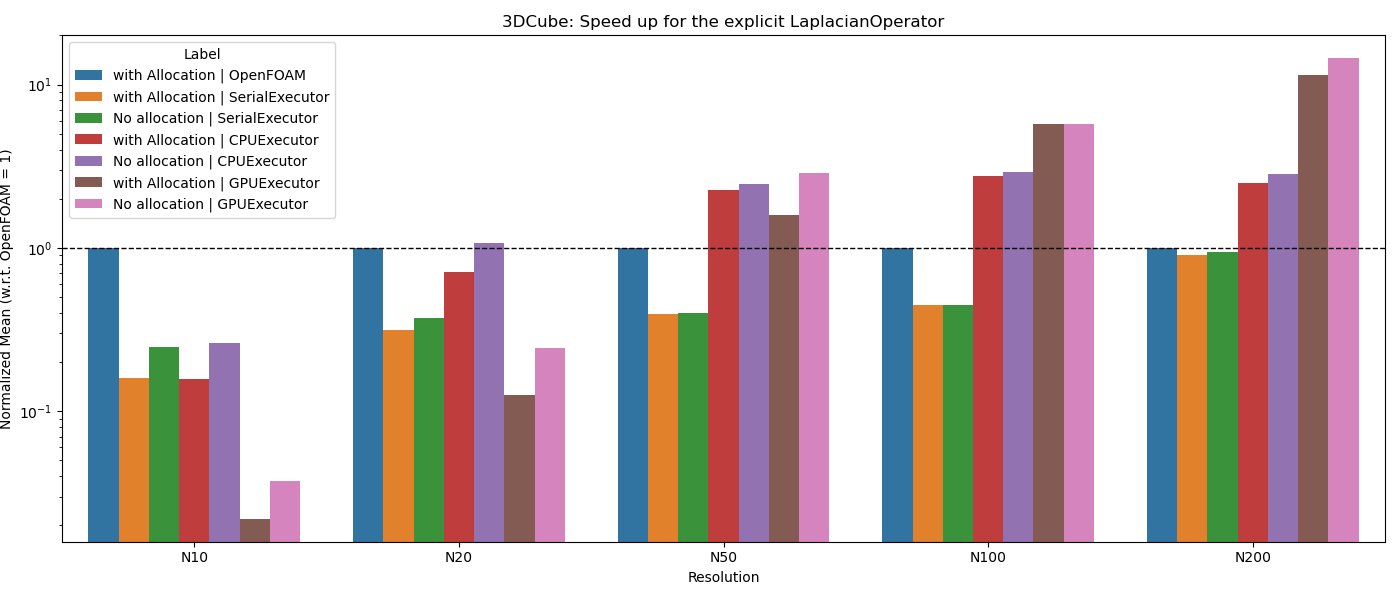 3DCube: Speed up for the explicit LaplacianOperator
Label
with Allocation | OpenFOAM
with Allocation | SerialExecutor
No allocation | SerialExecutor
with Allocation | CPUExecutor
No allocation | CPUExecutor
with Allocation | GPUExecutor
No allocation | GPUExecutor
Normalized Mean (w.r.t. OpenFOAM = 1)
10¹
10⁰
10⁻¹
N10
N20
N50
N100
N200
Resolution